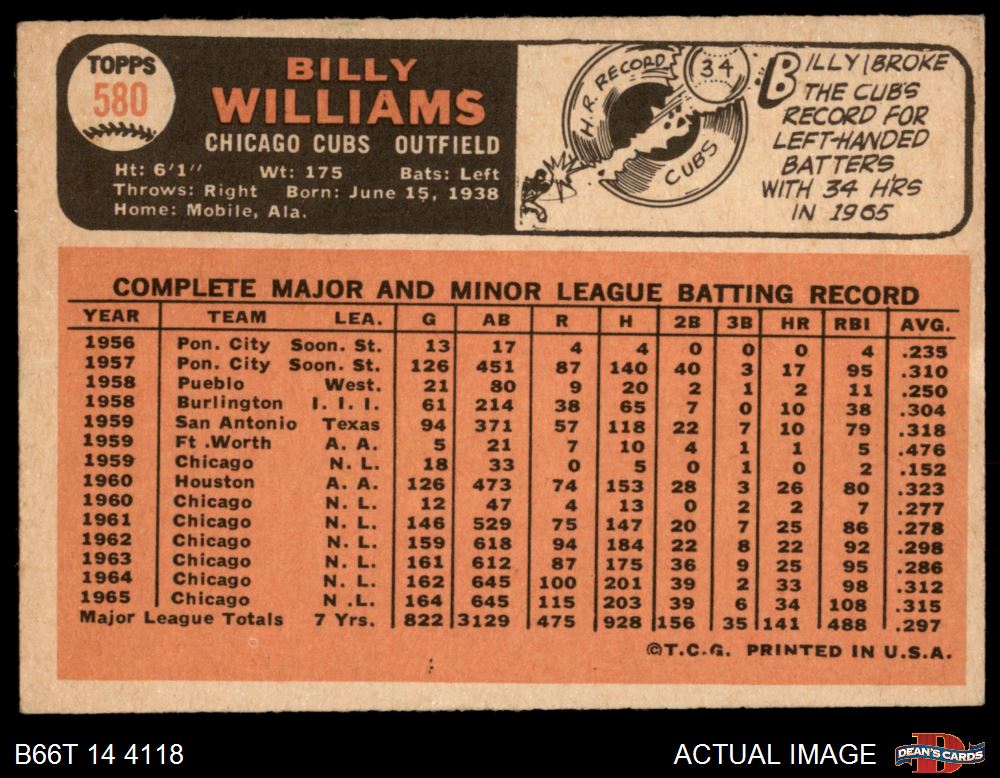 TOPPS
580
BILLY
WILLIAMS
CHICAGO CUBS OUTFIELD
Ht: 6'1" Wt: 175 Bats: Left
Throws: Right Born: June 15, 1938
Home: Mobile, Ala.
H.R. RECORD
34
CUBS
BILLY BROKE
THE CUB'S
RECORD FOR
LEFT-HANDED
BATTERS
WITH 34 HR'S
IN 1965
COMPLETE MAJOR AND MINOR LEAGUE BATTING RECORD
YEAR TEAM LEA. G AB R H 2B 3B HR RBI AVG.
1956 Pon. City Soon. St. 13 17 4 4 0 0 0 4 .235
1957 Pon. City Soon. St. 126 451 87 140 40 3 17 95 .310
1958 Pueblo West. 21 80 9 20 2 1 2 11 .250
1958 Burlington I. I. I. 61 214 38 65 7 0 10 38 .304
1959 San Antonio Texas 94 371 57 118 22 7 10 79 .318
1959 Ft .Worth A. A. 5 21 7 10 4 1 1 5 .476
1959 Chicago N. L. 18 33 0 5 0 1 0 2 .152
1960 Houston A. A. 126 473 74 153 28 3 26 80 .323
1960 Chicago N. L. 12 47 4 13 0 2 2 7 .277
1961 Chicago N. L. 146 529 75 147 20 7 25 86 .278
1962 Chicago N. L. 159 618 94 184 22 8 22 92 .298
1963 Chicago N. L. 161 612 87 175 36 9 25 95 .286
1964 Chicago N. L. 162 645 100 201 39 2 33 98 .312
1965 Chicago N .L. 164 645 115 203 39 6 34 108 .315
Major League Totals 7 Yrs. 822 3129 475 928 156 35 141 488 .297
©T.C.G. PRINTED IN U.S.A.
B66T 14 4118
ACTUAL IMAGE
D
DEAN'S CARDS